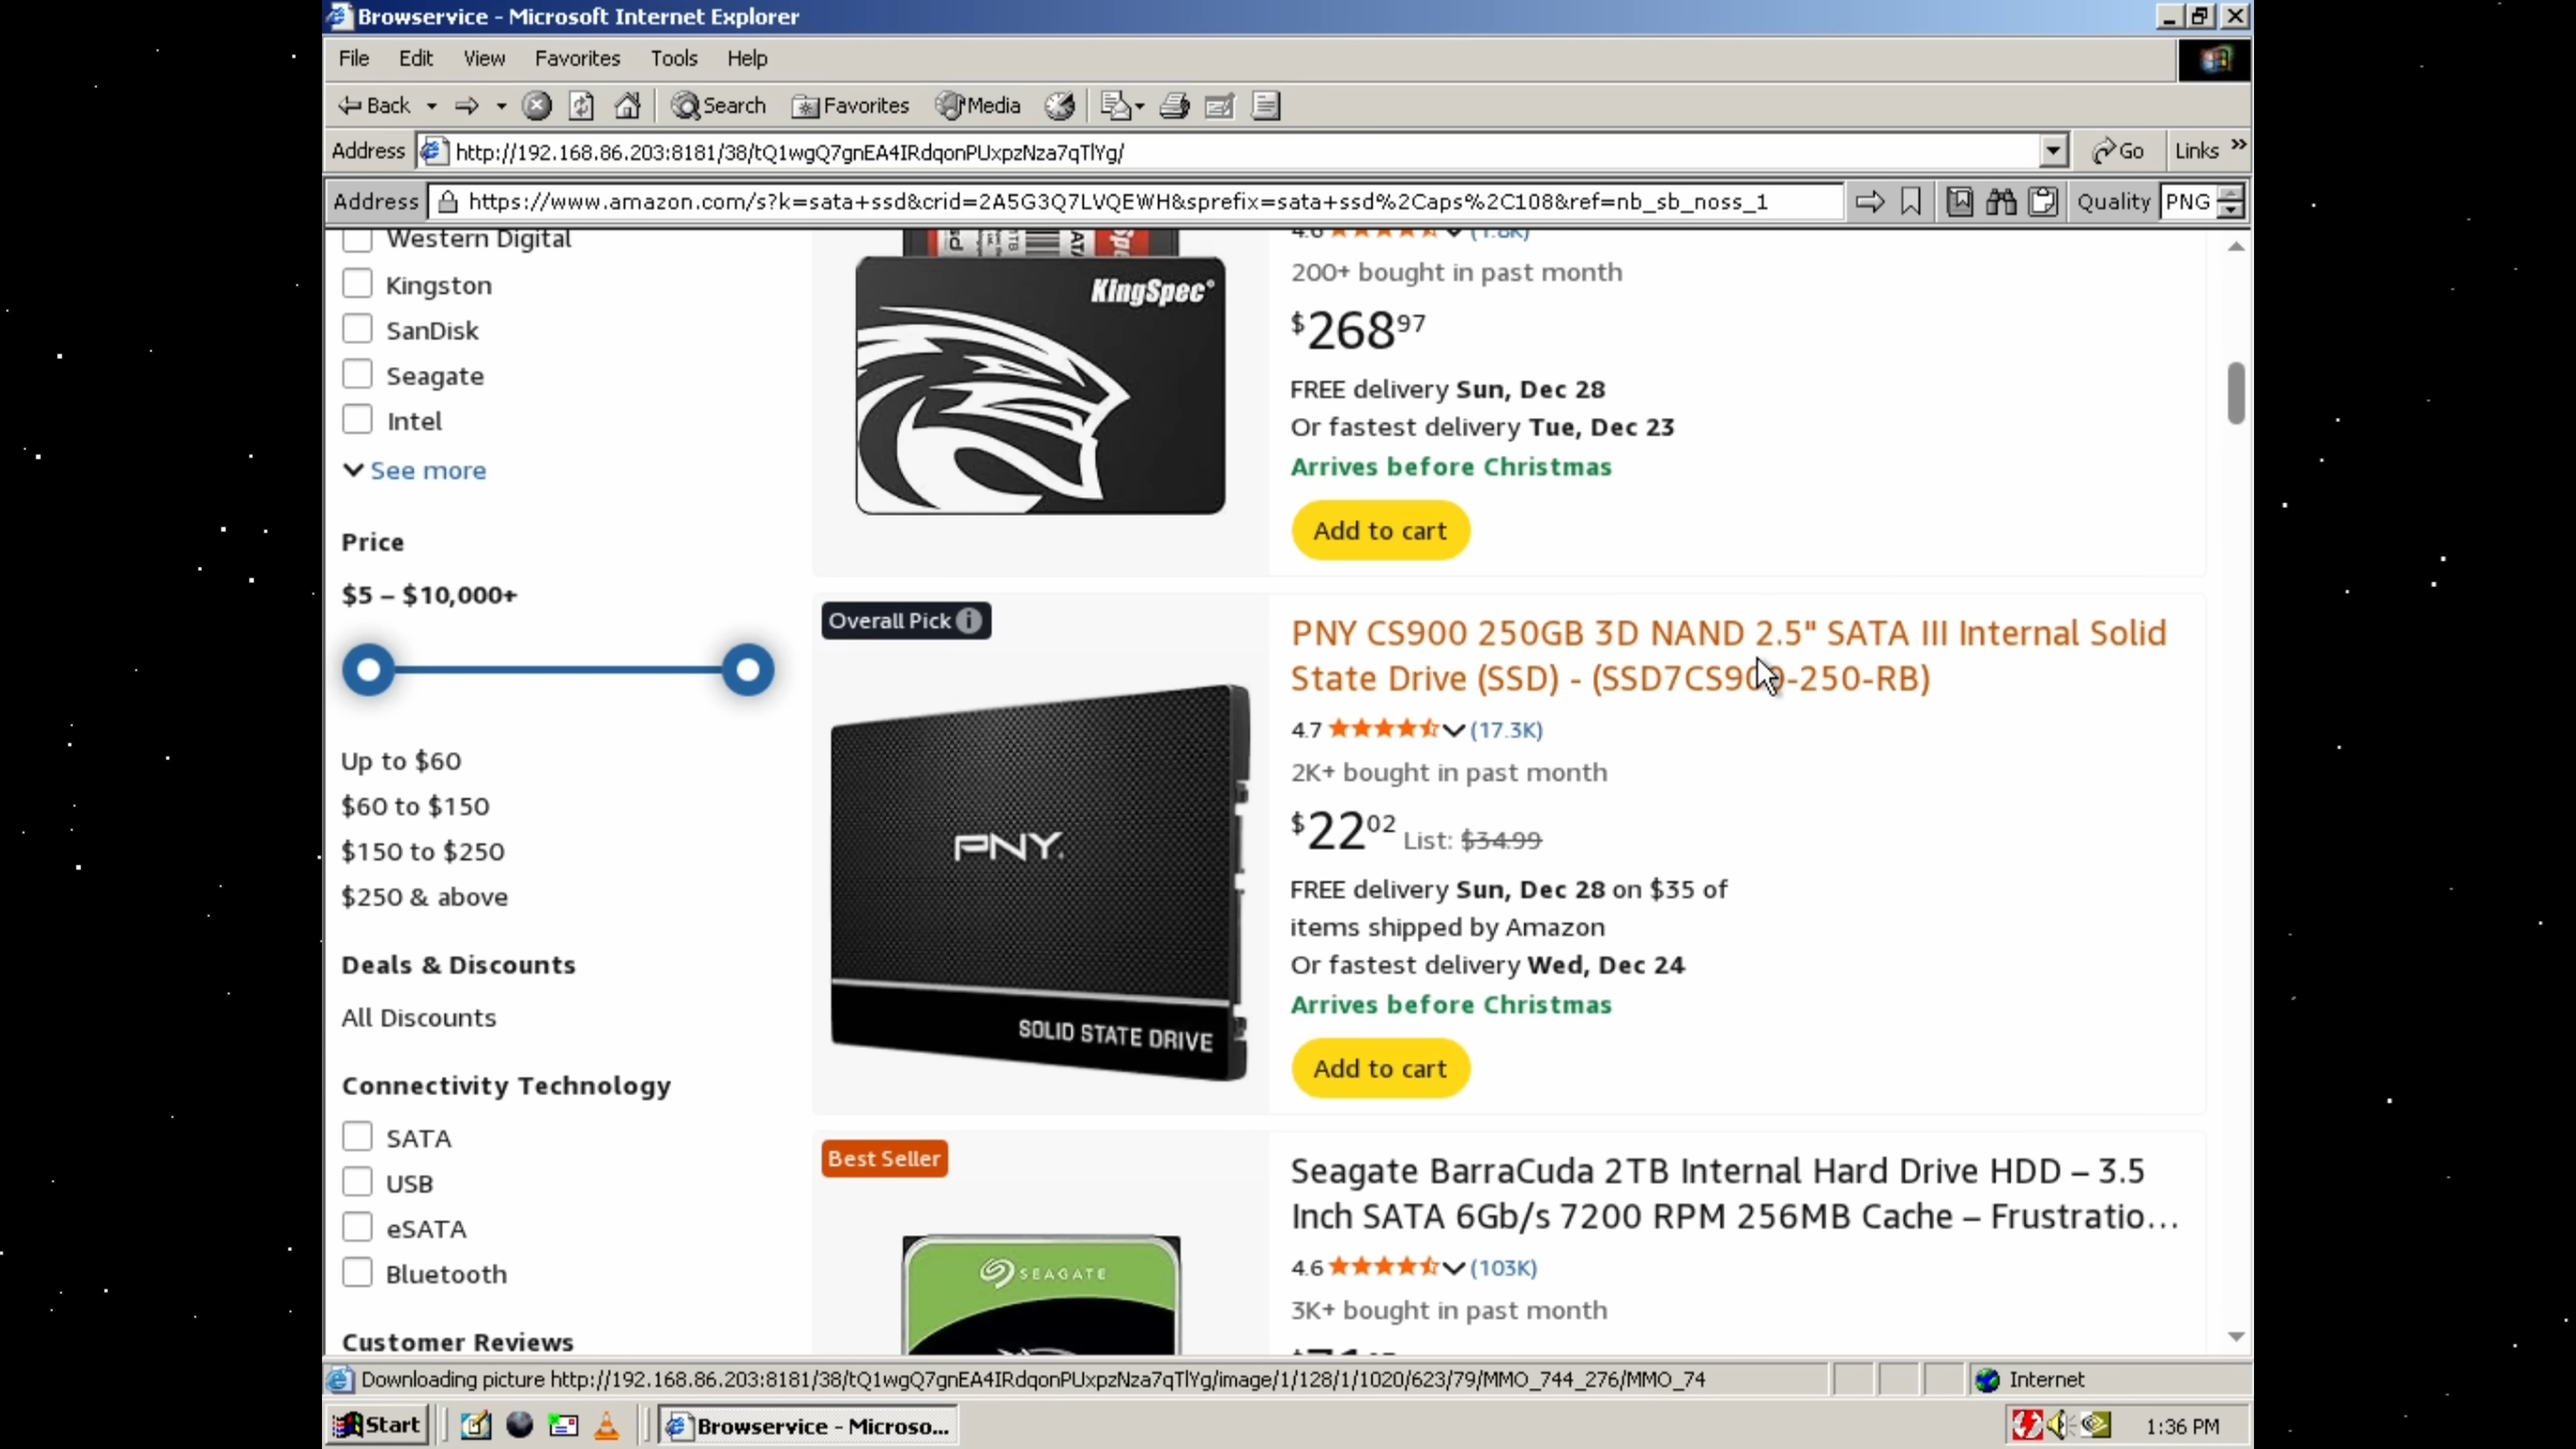 Browservice - Microsoft Internet Explorer
File Edit View Favorites Tools Help
Back Search Favorites Media
Address http://192.168.86.203:8181/38/tQ1wgQ7gnEA4IRdqonPUxpzNza7qTlYg/ Go Links »
Address https://www.amazon.com/s?k=sata+ssd&crid=2A5G3Q7LVQEWH&sprefix=sata+ssd%2Caps%2C108&ref=nb_sb_noss_1 Quality PNG
Western Digital
Kingston
SanDisk
Seagate
Intel
See more
Price
$5 – $10,000+
Up to $60
$60 to $150
$150 to $250
$250 & above
Deals & Discounts
All Discounts
Connectivity Technology
SATA
USB
eSATA
Bluetooth
Customer Reviews
KingSpec®
4.6 (1.8K)
200+ bought in past month
$268 97
FREE delivery Sun, Dec 28
Or fastest delivery Tue, Dec 23
Arrives before Christmas
Add to cart
Overall Pick
PNY.
SOLID STATE DRIVE
PNY CS900 250GB 3D NAND 2.5" SATA III Internal Solid
State Drive (SSD) - (SSD7CS900-250-RB)
4.7 (17.3K)
2K+ bought in past month
$22 02 List: $34.99
FREE delivery Sun, Dec 28 on $35 of
items shipped by Amazon
Or fastest delivery Wed, Dec 24
Arrives before Christmas
Add to cart
Best Seller
SEAGATE
Seagate BarraCuda 2TB Internal Hard Drive HDD – 3.5
Inch SATA 6Gb/s 7200 RPM 256MB Cache – Frustratio...
4.6 (103K)
3K+ bought in past month
Downloading picture http://192.168.86.203:8181/38/tQ1wgQ7gnEA4IRdqonPUxpzNza7qTlYg/image/1/128/1/1020/623/79/MMO_744_276/MMO_74
Internet
Start Browservice - Microso... 1:36 PM